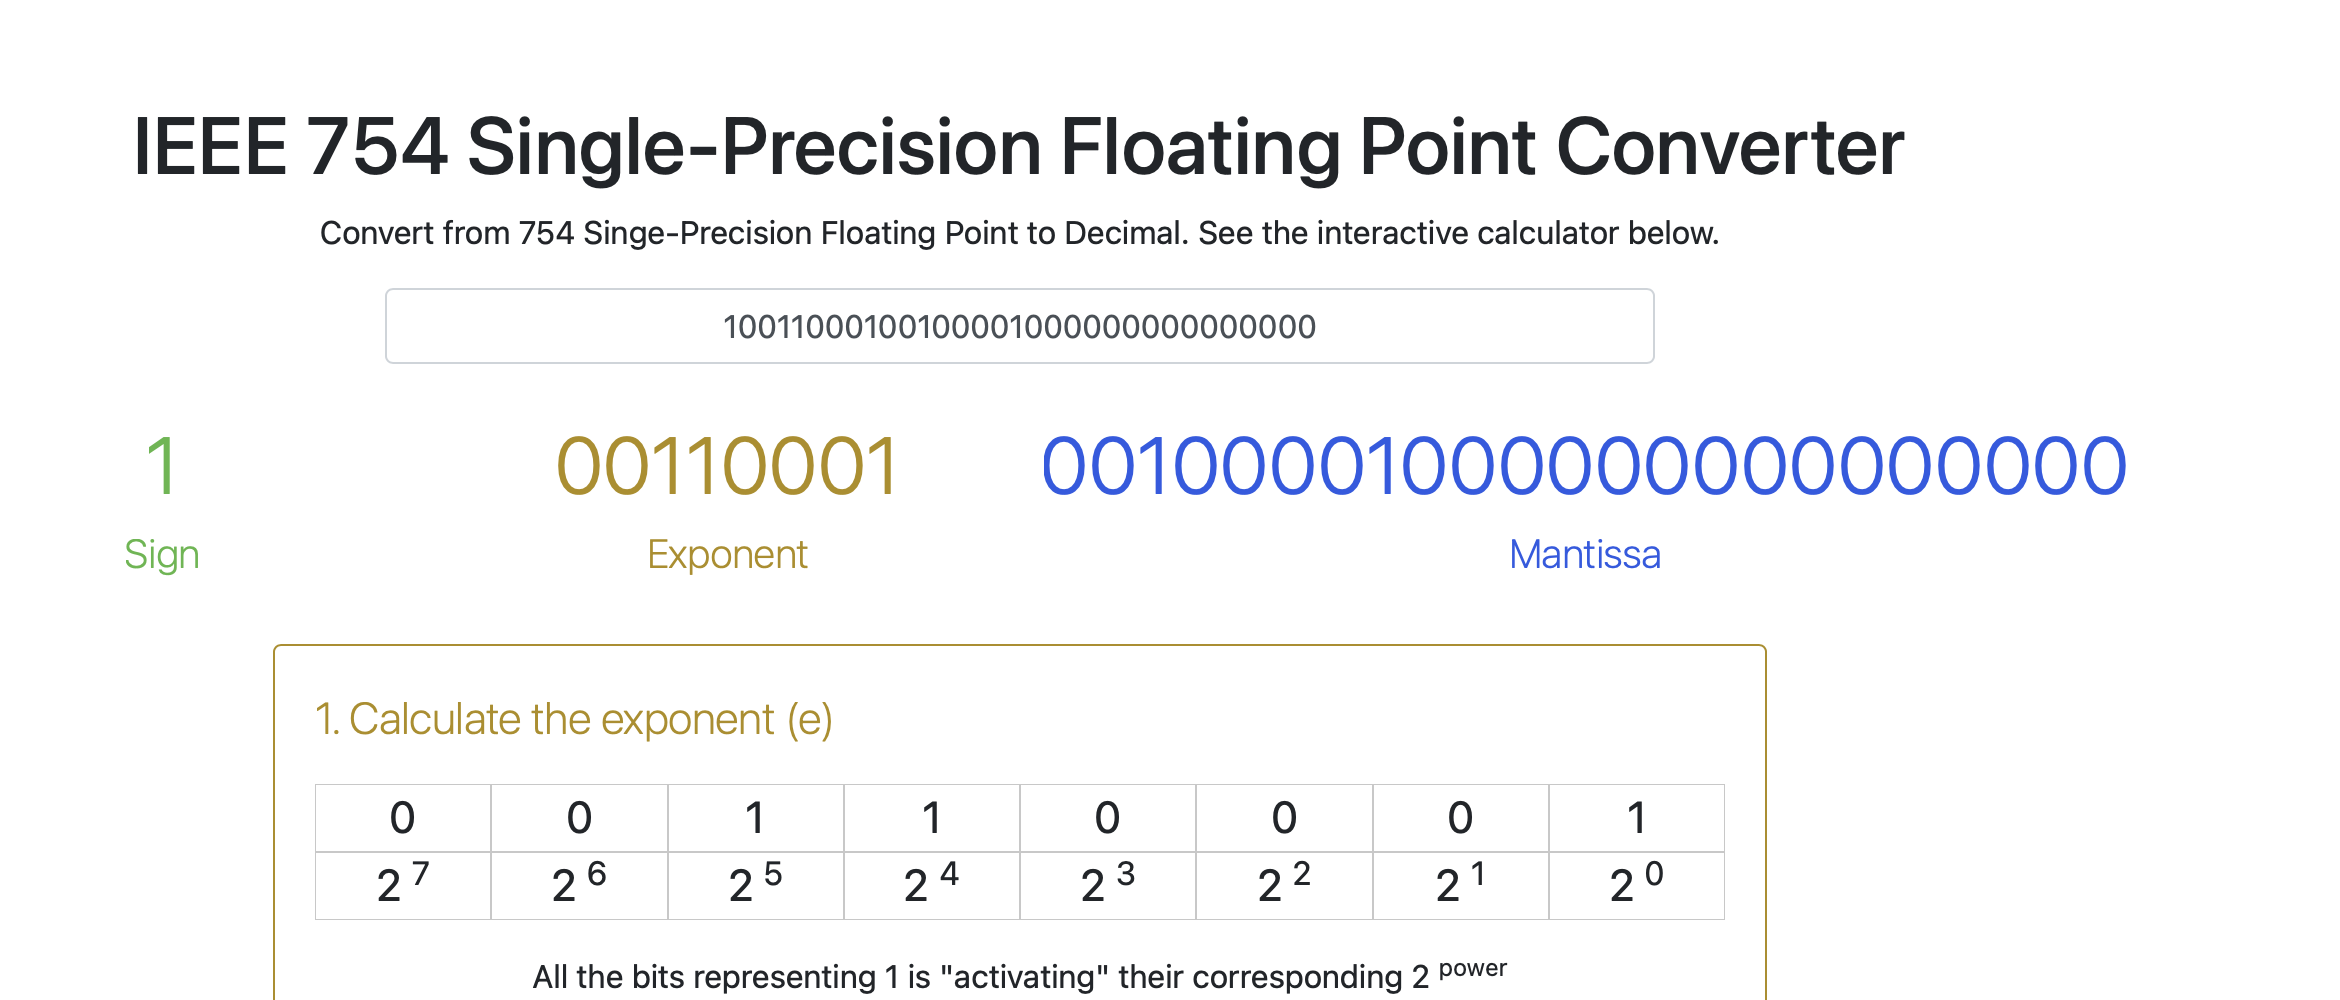 IEEE 754 Single-Precision Floating Point Converter
Convert from 754 Singe-Precision Floating Point to Decimal. See the interactive calculator below.
10011000100100001000000000000000
1 00110001 00100001000000000000000
Sign Exponent Mantissa
1. Calculate the exponent (e)
0 0 1 1 0 0 0 1
2 7 2 6 2 5 2 4 2 3 2 2 2 1 2 0
All the bits representing 1 is "activating" their corresponding 2 power